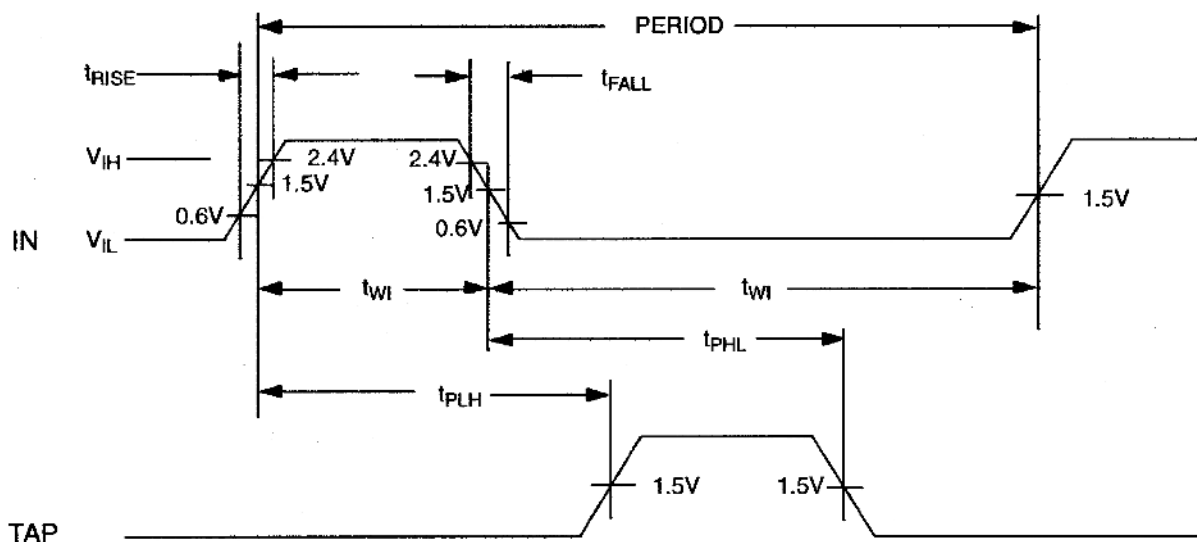 PERIOD
tRISE
tFALL
VIH
2.4V
2.4V
1.5V
1.5V
1.5V
0.6V
0.6V
IN
VIL
tWI
tWI
tPHL
tPLH
1.5V
1.5V
TAP